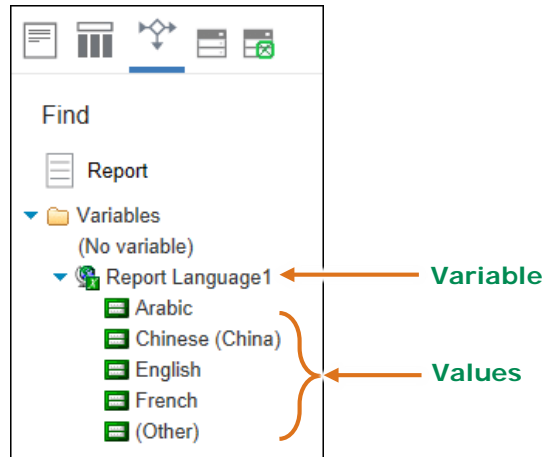 Find
Report
Variables
(No variable)
Report Language1
Variable
Arabic
Chinese (China)
English
French
(Other)
Values